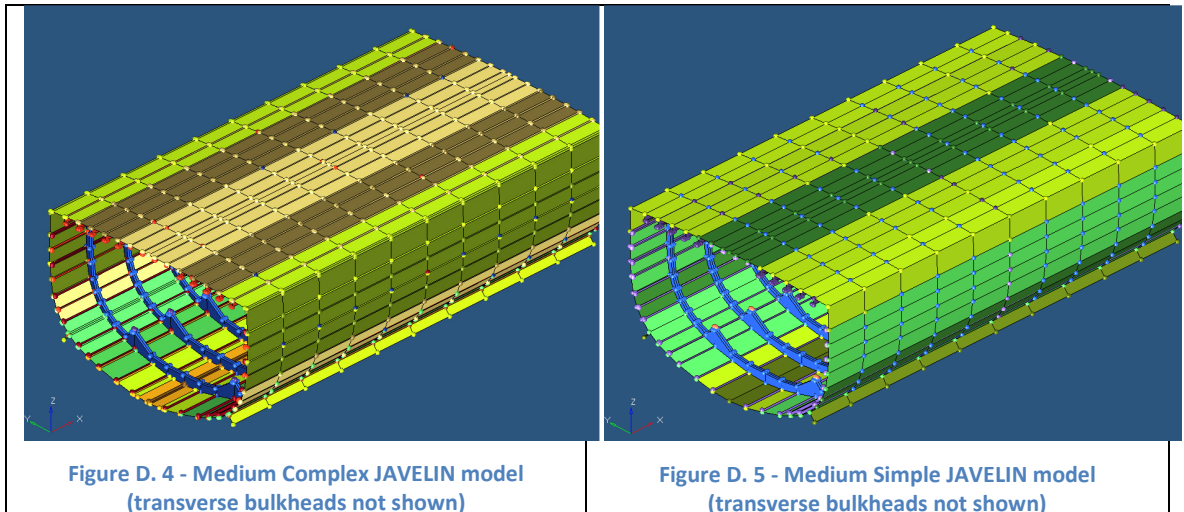 Z
Y
X
Z
Y
X
Figure D. 4 - Medium Complex JAVELIN model
(transverse bulkheads not shown)
Figure D. 5 - Medium Simple JAVELIN model
(transverse bulkheads not shown)